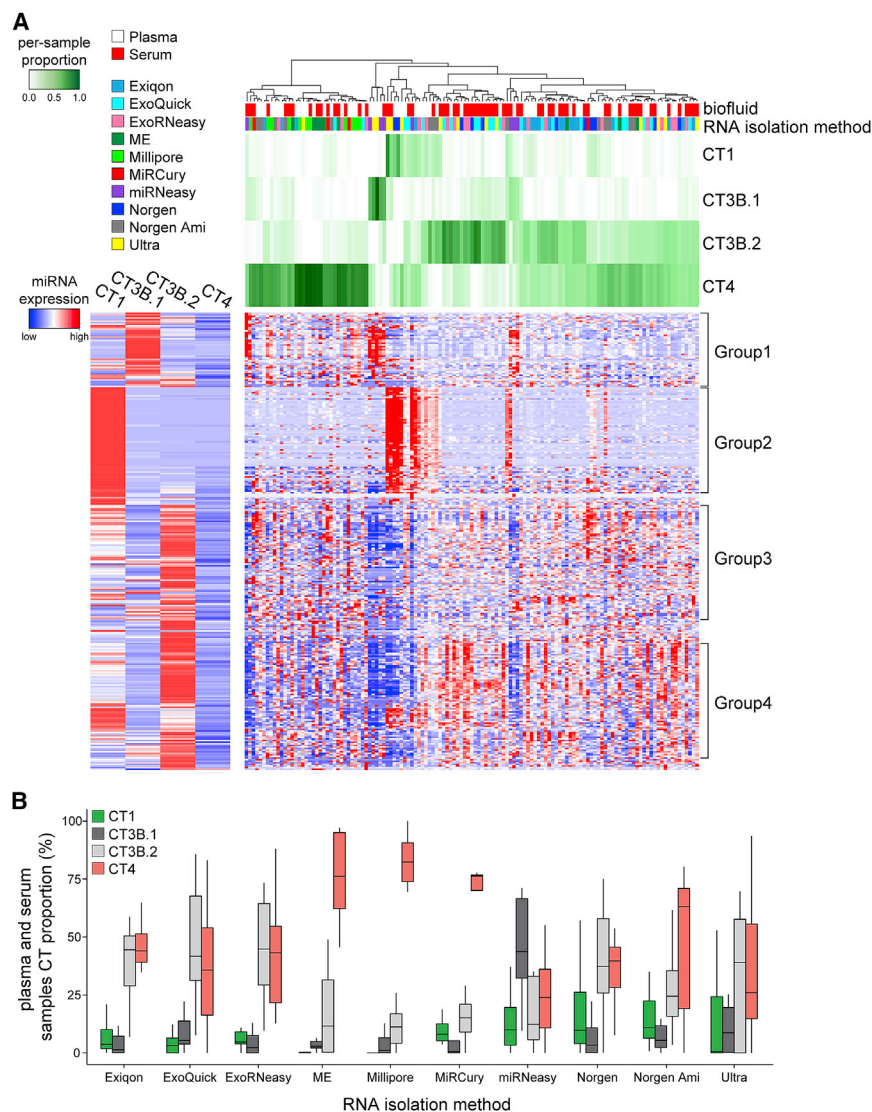 A
per-sample
proportion
0.0 0.5 1.0
Plasma
Serum
Exiqon
ExoQuick
ExoRNeasy
ME
Millipore
MiRCury
miRNeasy
Norgen
Norgen Ami
Ultra
biofluid
RNA isolation method
CT1
CT3B.1
CT3B.2
CT4
miRNA
expression
low high
CT1 CT3B.1 CT3B.2 CT4
Group1
Group2
Group3
Group4
B
CT1
CT3B.1
CT3B.2
CT4
plasma and serum
samples CT proportion (%)
100
75
50
25
0
Exiqon ExoQuick ExoRNeasy ME Millipore MiRCury miRNeasy Norgen Norgen Ami Ultra
RNA isolation method